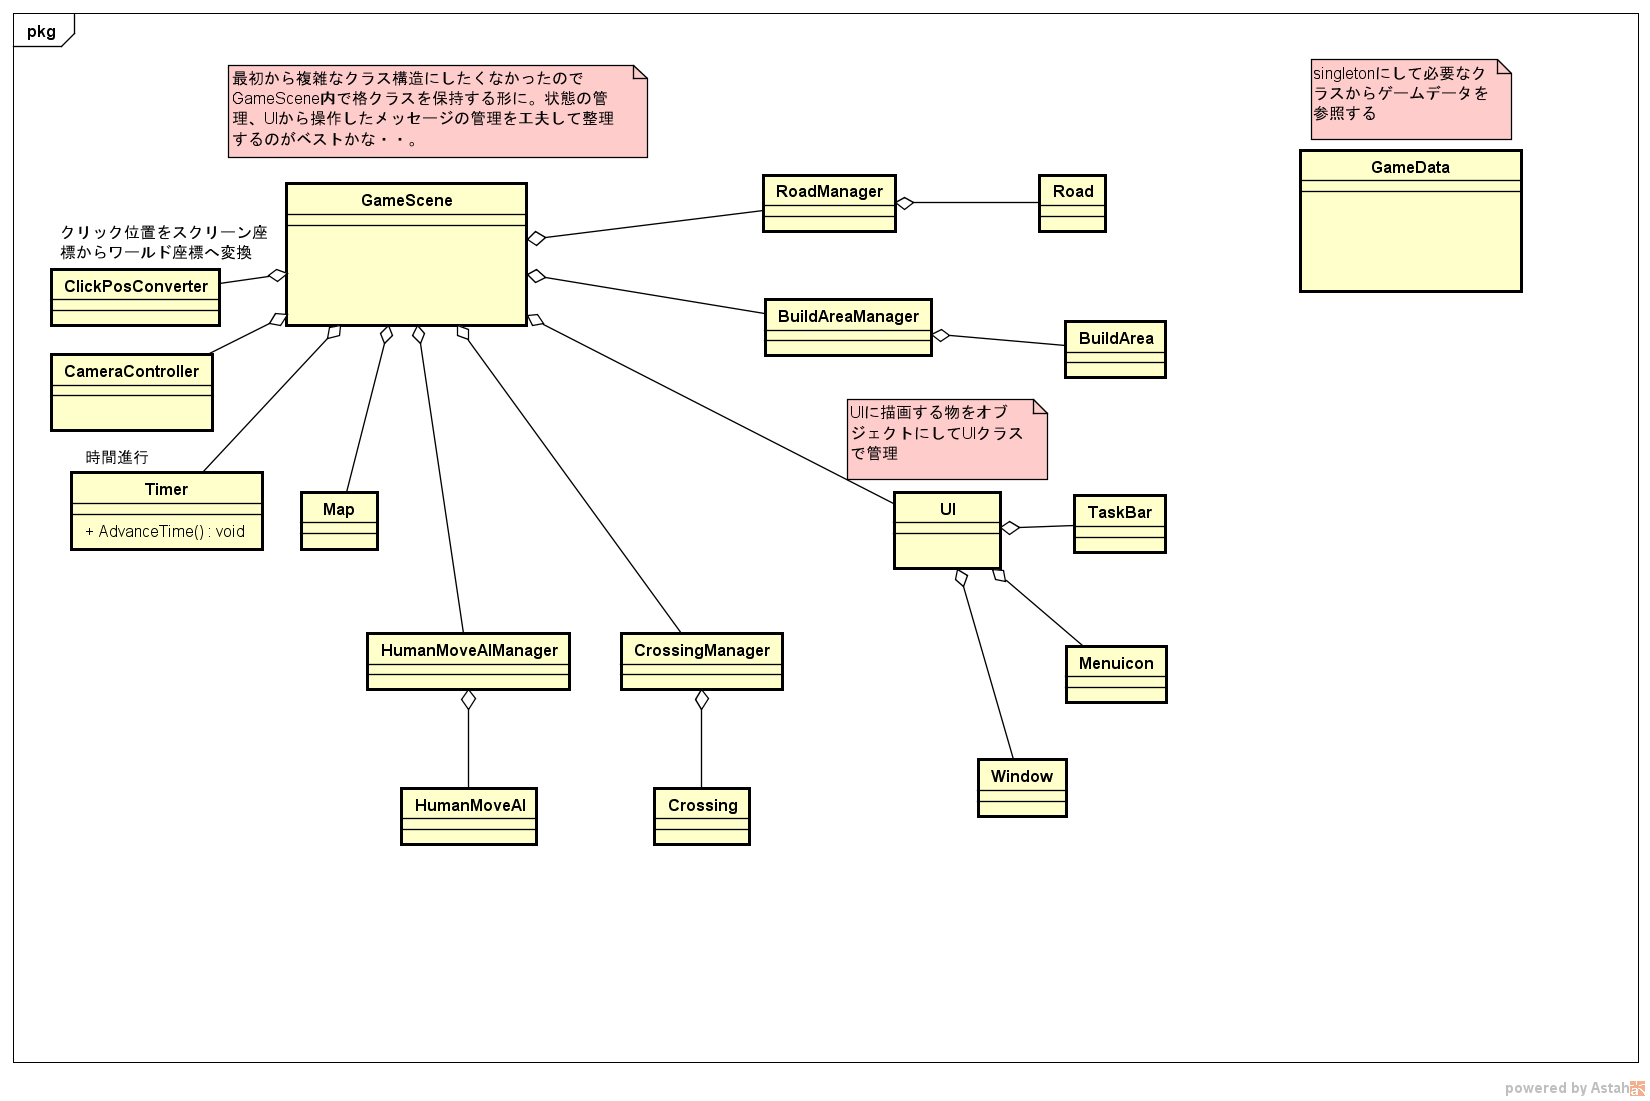 pkg
最初から複雑なクラス構造にしたくなかったので
GameScene内で格クラスを保持する形に。状態の管
理、UIから操作したメッセージの管理を工夫して整理
するのがベストかな・・。
singletonにして必要なク
ラスからゲームデータを
参照する
GameData
GameScene
RoadManager
Road
クリック位置をスクリーン座
標からワールド座標へ変換
ClickPosConverter
BuildAreaManager
BuildArea
CameraController
UIに描画する物をオブ
ジェクトにしてUIクラス
で管理
時間進行
Timer
+ AdvanceTime() : void
Map
UI
TaskBar
HumanMoveAIManager
CrossingManager
Menuicon
Window
HumanMoveAI
Crossing
powered by Astah